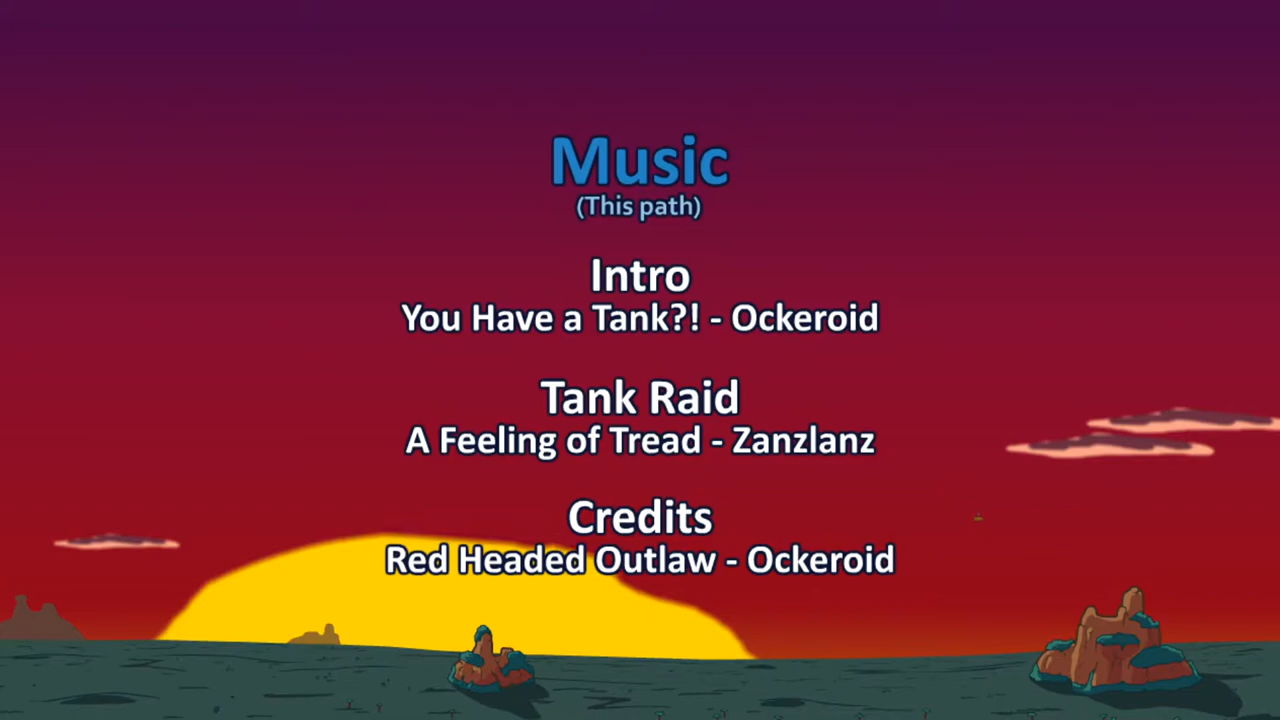 Music
(This path)
Intro
You Have a Tank?! - Ockeroid
Tank Raid
A Feeling of Tread - Zanzlanz
Credits
Red Headed Outlaw - Ockeroid